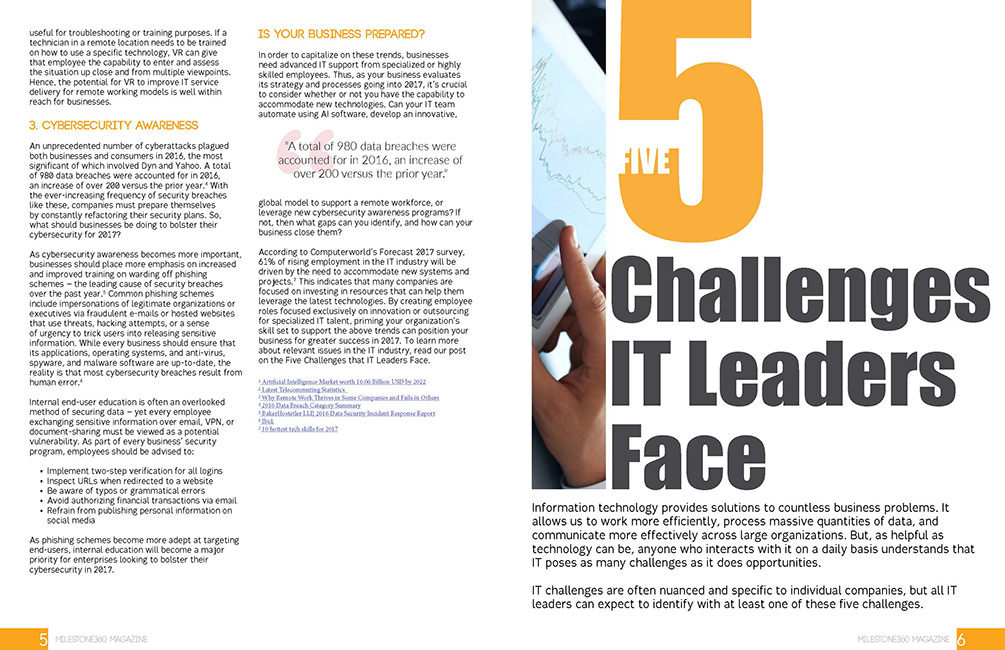 useful for troubleshooting or training purposes. If a
technician in a remote location needs to be trained
on how to use a specific technology, VR can give
that employee the capability to enter and assess
the situation up close and from multiple viewpoints.
Hence, the potential for VR to improve IT service
delivery for remote working models is well within
reach for businesses.
3. CYBERSECURITY AWARENESS
An unprecedented number of cyberattacks plagued
both businesses and consumers in 2016, the most
significant of which involved Dyn and Yahoo. A total
of 980 data breaches were accounted for in 2016,
an increase of over 200 versus the prior year.⁴ With
the ever-increasing frequency of security breaches
like these, companies must prepare themselves
by constantly refactoring their security plans. So,
what should businesses be doing to bolster their
cybersecurity for 2017?
As cybersecurity awareness becomes more important,
businesses should place more emphasis on increased
and improved training on warding off phishing
schemes – the leading cause of security breaches
over the past year.⁵ Common phishing schemes
include impersonations of legitimate organizations or
executives via fraudulent e-mails or hosted websites
that use threats, hacking attempts, or a sense
of urgency to trick users into releasing sensitive
information. While every business should ensure that
its applications, operating systems, and anti-virus,
spyware, and malware software are up-to-date, the
reality is that most cybersecurity breaches result from
human error.⁶
Internal end-user education is often an overlooked
method of securing data – yet every employee
exchanging sensitive information over email, VPN, or
document-sharing must be viewed as a potential
vulnerability. As part of every business' security
program, employees should be advised to:
• Implement two-step verification for all logins
• Inspect URLs when redirected to a website
• Be aware of typos or grammatical errors
• Avoid authorizing financial transactions via email
• Refrain from publishing personal information on
social media
As phishing schemes become more adept at targeting
end-users, internal education will become a major
priority for enterprises looking to bolster their
cybersecurity in 2017.
5 MILESTONE360 MAGAZINE
IS YOUR BUSINESS PREPARED?
In order to capitalize on these trends, businesses
need advanced IT support from specialized or highly
skilled employees. Thus, as your business evaluates
its strategy and processes going into 2017, it's crucial
to consider whether or not you have the capability to
accommodate new technologies. Can your IT team
automate using AI software, develop an innovative,
"A total of 980 data breaches were
accounted for in 2016, an increase of
over 200 versus the prior year."
global model to support a remote workforce, or
leverage new cybersecurity awareness programs? If
not, then what gaps can you identify, and how can your
business close them?
According to Computerworld's Forecast 2017 survey,
61% of rising employment in the IT industry will be
driven by the need to accommodate new systems and
projects.⁷ This indicates that many companies are
focused on investing in resources that can help them
leverage the latest technologies. By creating employee
roles focused exclusively on innovation or outsourcing
for specialized IT talent, priming your organization's
skill set to support the above trends can position your
business for greater success in 2017. To learn more
about relevant issues in the IT industry, read our post
on the Five Challenges that IT Leaders Face.
¹ Artificial Intelligence Market worth 16.06 Billion USD by 2022
² Latest Telecommuting Statistics
³ Why Remote Work Thrives in Some Companies and Fails in Others
⁴ 2016 Data Breach Category Summary
⁵ BakerHostetler LLP, 2016 Data Security Incident Response Report
⁶ Ibid.
⁷ 10 hottest tech skills for 2017
5
FIVE
Challenges
IT Leaders
Face
Information technology provides solutions to countless business problems. It
allows us to work more efficiently, process massive quantities of data, and
communicate more effectively across large organizations. But, as helpful as
technology can be, anyone who interacts with it on a daily basis understands that
IT poses as many challenges as it does opportunities.
IT challenges are often nuanced and specific to individual companies, but all IT
leaders can expect to identify with at least one of these five challenges.
MILESTONE360 MAGAZINE 6